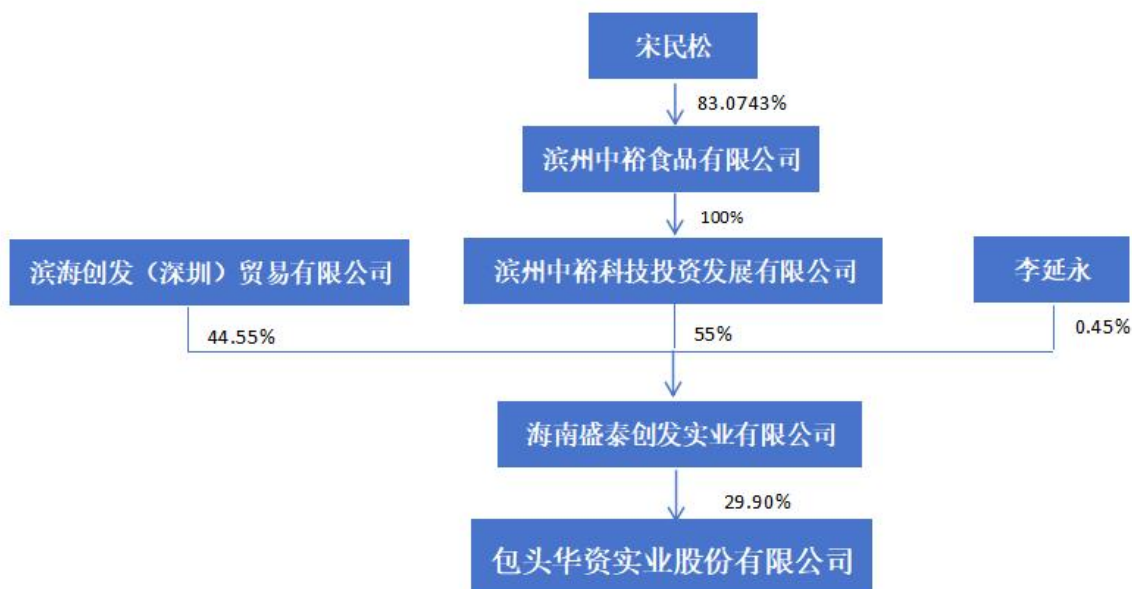 宋民松
83.0743%
滨州中裕食品有限公司
100%
滨海创发（深圳）贸易有限公司
滨州中裕科技投资发展有限公司
李延永
44.55%
55%
0.45%
海南盛泰创发实业有限公司
29.90%
包头华资实业股份有限公司